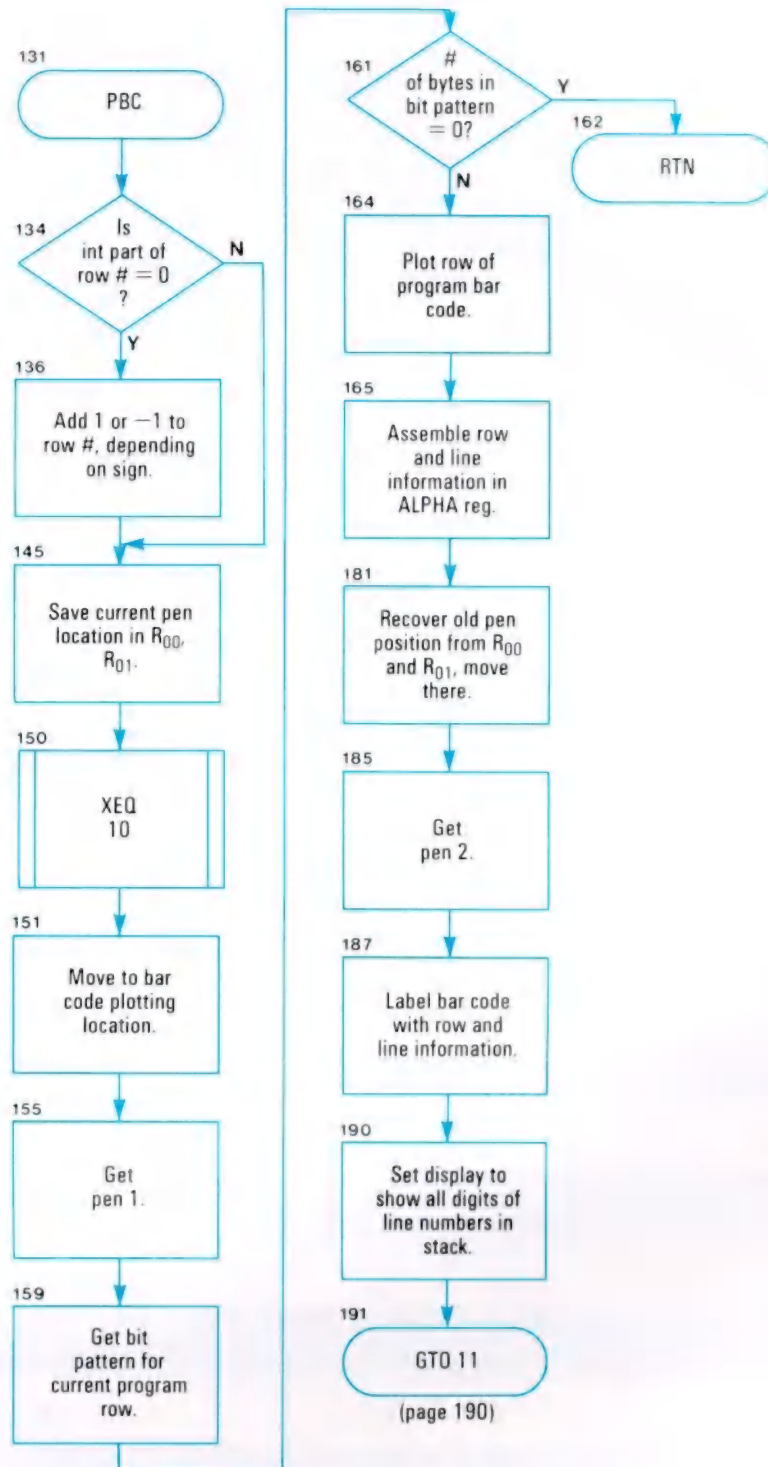 131
PBC
134
Is
int part of
row # = 0
?
N
Y
136
Add 1 or −1 to
row #, depending
on sign.
145
Save current pen
location in R00,
R01.
150
XEQ
10
151
Move to bar
code plotting
location.
155
Get
pen 1.
159
Get bit
pattern for
current program
row.
161
#
of bytes in
bit pattern
= 0?
Y
N
162
RTN
164
Plot row of
program bar
code.
165
Assemble row
and line
information in
ALPHA reg.
181
Recover old pen
position from R00
and R01, move
there.
185
Get
pen 2.
187
Label bar code
with row and
line information.
190
Set display to
show all digits of
line numbers in
stack.
191
GTO 11
(page 190)